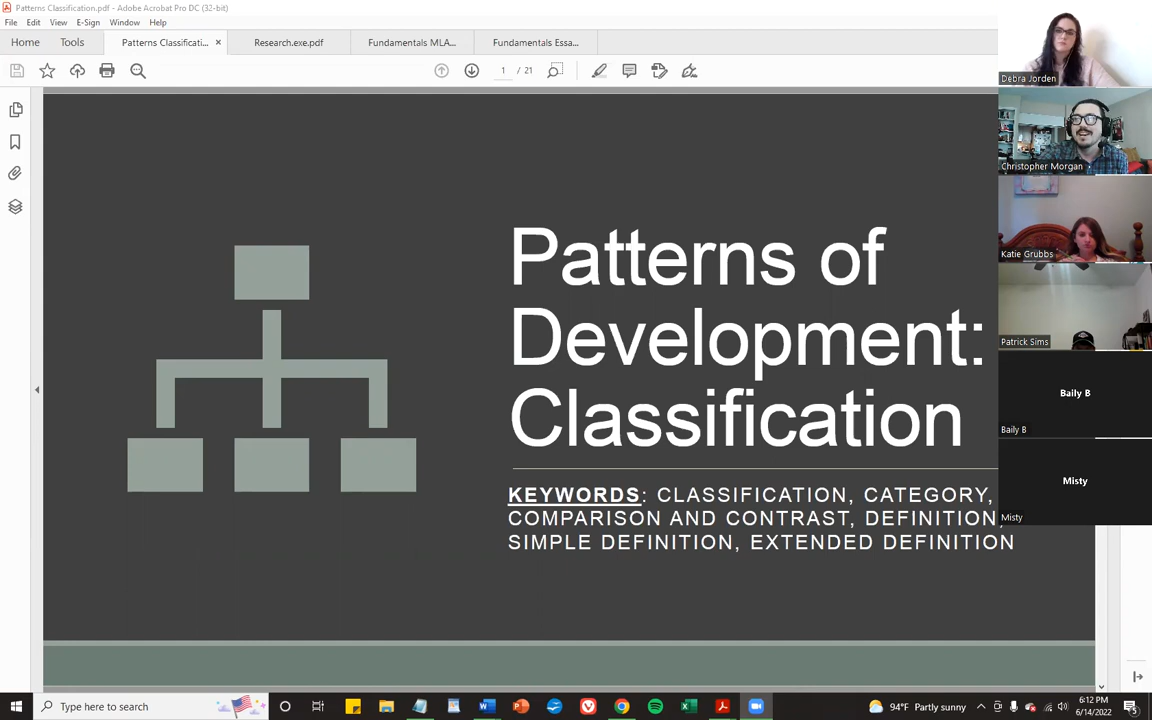 Patterns Classification.pdf - Adobe Acrobat Pro DC (32-bit)
File Edit View E-Sign Window Help
Home Tools Patterns Classificati... × Research.exe.pdf Fundamentals MLA... Fundamentals Essa...
1 / 21
Debra Jorden
Christopher Morgan
Katie Grubbs
Patrick Sims
Baily B
Baily B
Misty
Misty
Patterns of
Development:
Classification
KEYWORDS: CLASSIFICATION, CATEGORY,
COMPARISON AND CONTRAST, DEFINITION,
SIMPLE DEFINITION, EXTENDED DEFINITION
Type here to search
94°F Partly sunny
6:12 PM
6/14/2022
5